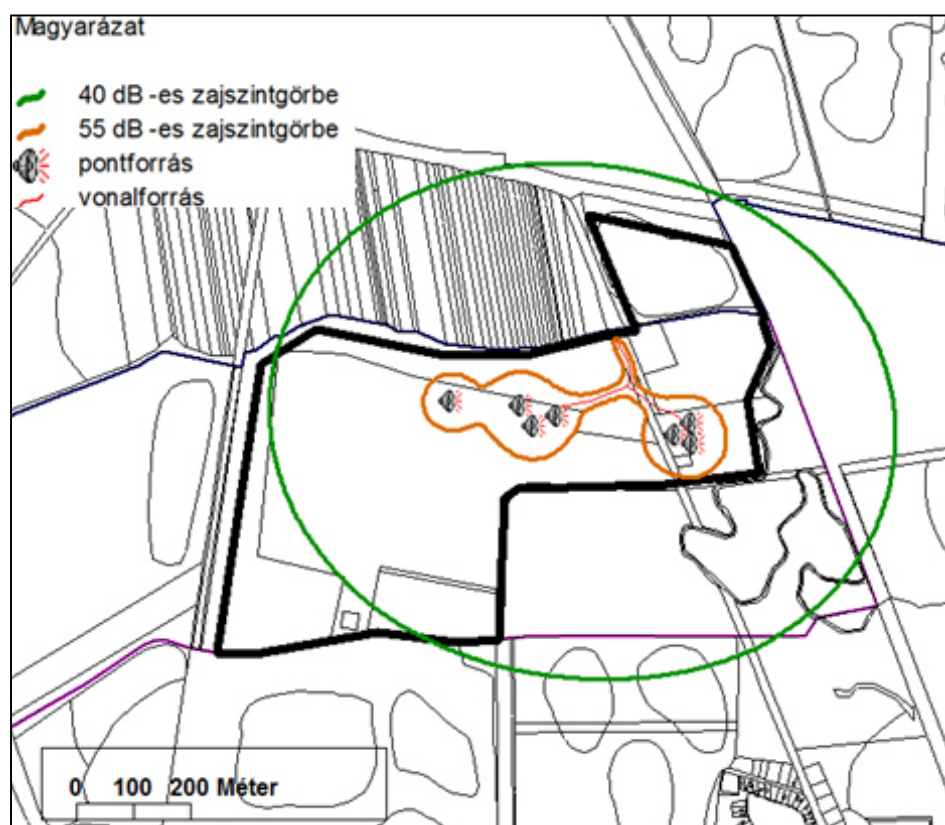 Magyarázat
40 dB -es zajszintgörbe
55 dB -es zajszintgörbe
pontforrás
vonalforrás
0 100 200 Méter